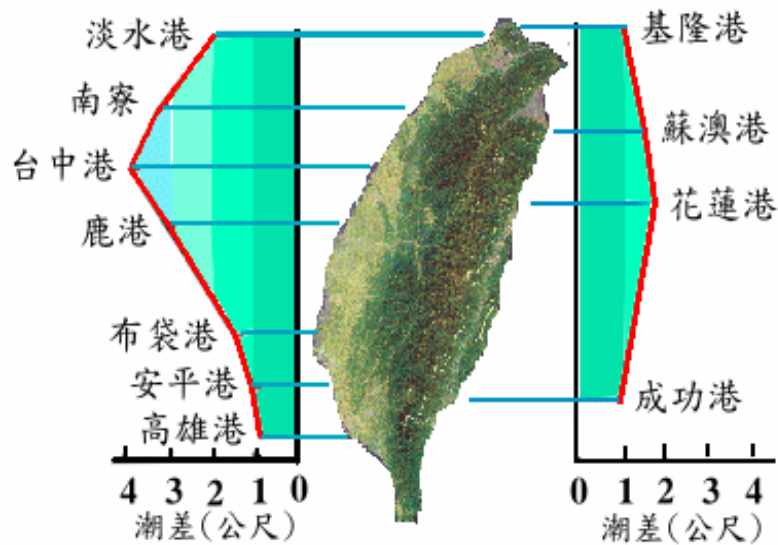 淡水港
南寮
台中港
鹿港
布袋港
安平港
高雄港
4 3 2 1 0
潮差(公尺)
基隆港
蘇澳港
花蓮港
成功港
0 1 2 3 4
潮差(公尺)